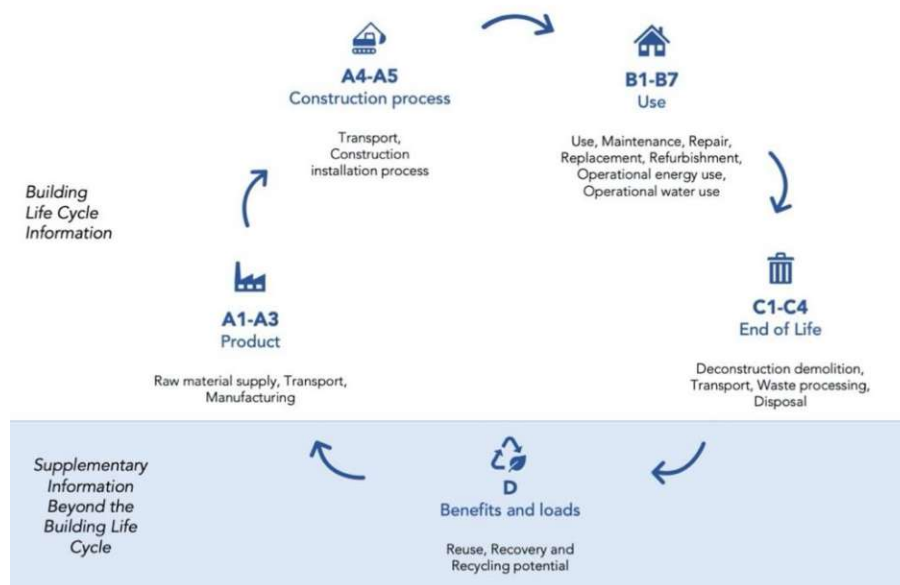 A4-A5
Construction process
Transport,
Construction
installation process
B1-B7
Use
Use, Maintenance, Repair,
Replacement, Refurbishment,
Operational energy use,
Operational water use
Building
Life Cycle
Information
A1-A3
Product
Raw material supply, Transport,
Manufacturing
C1-C4
End of Life
Deconstruction demolition,
Transport, Waste processing,
Disposal
Supplementary
Information
Beyond the
Building Life
Cycle
D
Benefits and loads
Reuse, Recovery and
Recycling potential